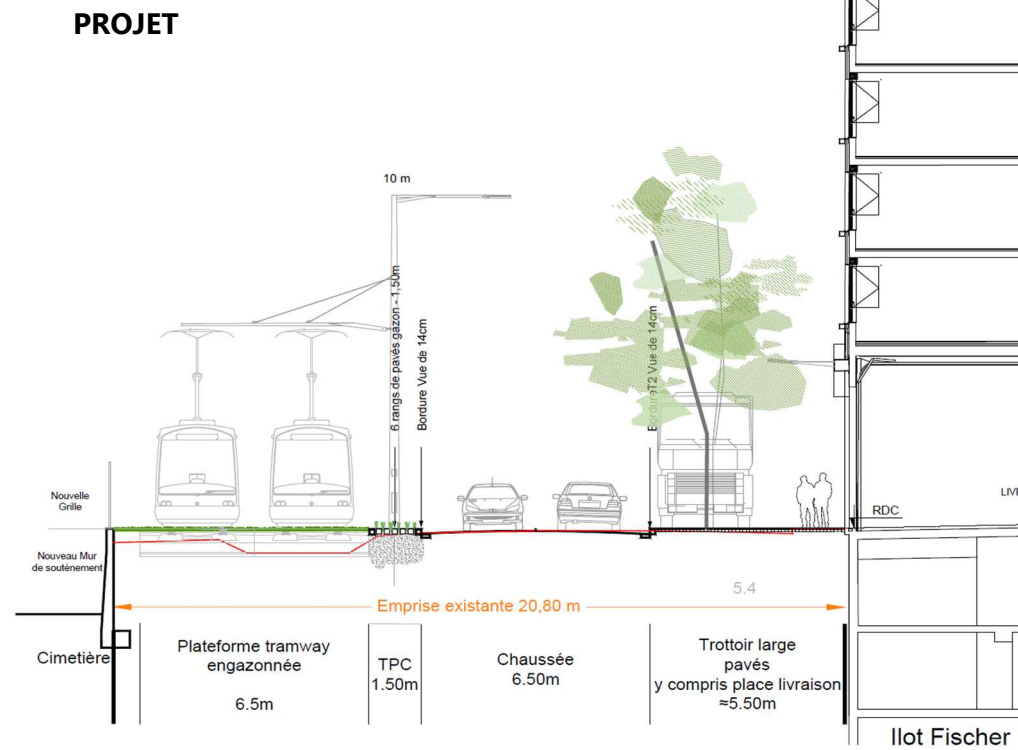 PROJET
10 m
6 rangs de pavés gazon - 1,50m
Bordure Vue de 14cm
BordureT2 Vue de 14cm
Nouvelle
Grille
RDC
Nouveau Mur
de soutènement
5.4
Emprise existante 20,80 m
Cimetière
Plateforme tramway
engazonnée
6.5m
TPC
1.50m
Chaussée
6.50m
Trottoir large
pavés
y compris place livraison
≈5.50m
Ilot Fischer